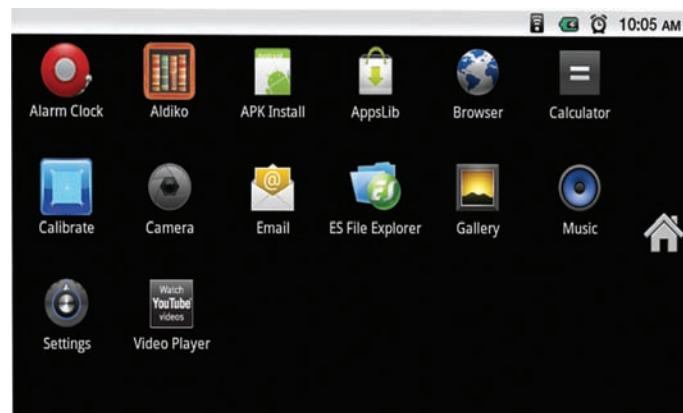 10:05 AM
Alarm Clock Aldiko APK Install AppsLib Browser Calculator
@
Calibrate Camera Email ES File Explorer Gallery Music
Watch
YouTube
videos
Settings Video Player